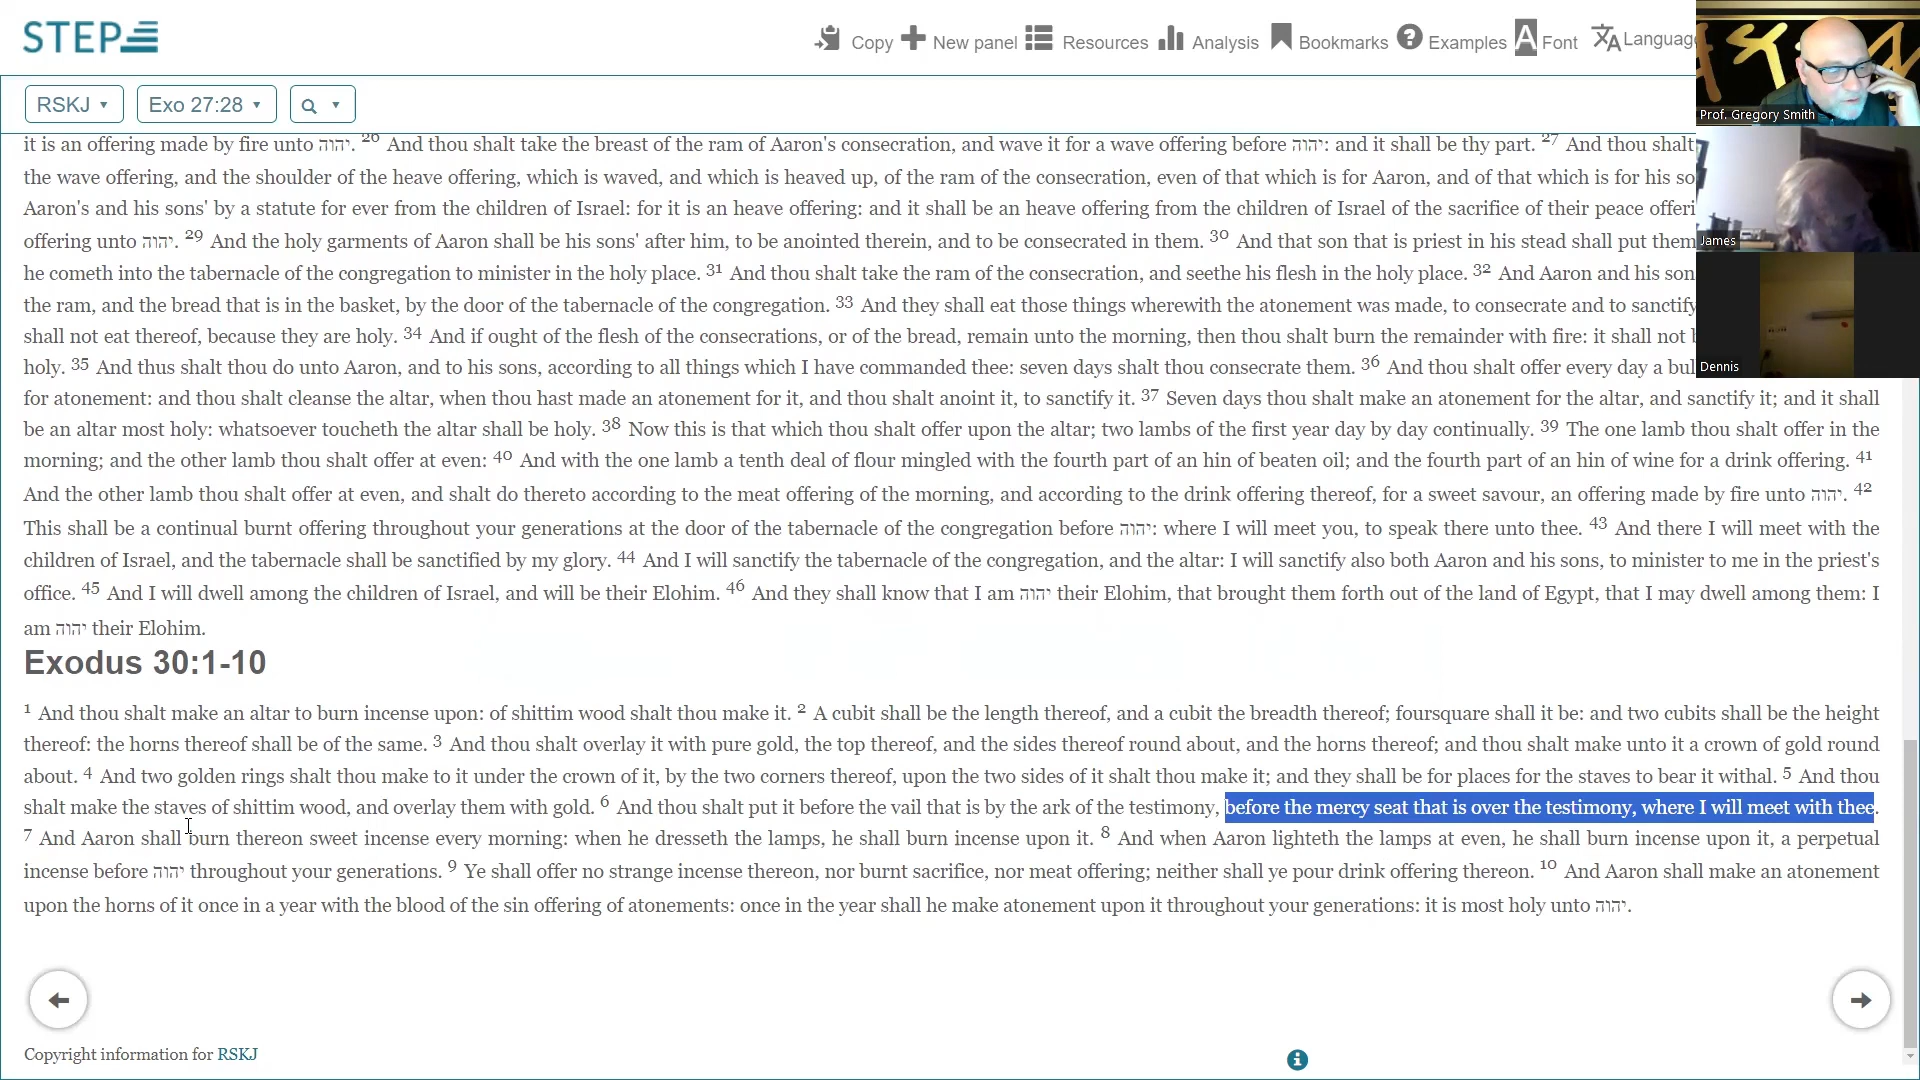 STEP
Copy New panel Resources Analysis Bookmarks Examples Font Languag
RSKJ Exo 27:28
Prof. Gregory Smith
James
Dennis
it is an offering made by fire unto יהוה. 26 And thou shalt take the breast of the ram of Aaron's consecration, and wave it for a wave offering before יהוה: and it shall be thy part. 27 And thou shalt
the wave offering, and the shoulder of the heave offering, which is waved, and which is heaved up, of the ram of the consecration, even of that which is for Aaron, and of that which is for his so
Aaron's and his sons' by a statute for ever from the children of Israel: for it is an heave offering: and it shall be an heave offering from the children of Israel of the sacrifice of their peace offeri
offering unto יהוה. 29 And the holy garments of Aaron shall be his sons' after him, to be anointed therein, and to be consecrated in them. 30 And that son that is priest in his stead shall put them
he cometh into the tabernacle of the congregation to minister in the holy place. 31 And thou shalt take the ram of the consecration, and seethe his flesh in the holy place. 32 And Aaron and his son
the ram, and the bread that is in the basket, by the door of the tabernacle of the congregation. 33 And they shall eat those things wherewith the atonement was made, to consecrate and to sanctify
shall not eat thereof, because they are holy. 34 And if ought of the flesh of the consecrations, or of the bread, remain unto the morning, then thou shalt burn the remainder with fire: it shall not b
holy. 35 And thus shalt thou do unto Aaron, and to his sons, according to all things which I have commanded thee: seven days shalt thou consecrate them. 36 And thou shalt offer every day a bul
for atonement: and thou shalt cleanse the altar, when thou hast made an atonement for it, and thou shalt anoint it, to sanctify it. 37 Seven days thou shalt make an atonement for the altar, and sanctify it; and it shall
be an altar most holy: whatsoever toucheth the altar shall be holy. 38 Now this is that which thou shalt offer upon the altar; two lambs of the first year day by day continually. 39 The one lamb thou shalt offer in the
morning; and the other lamb thou shalt offer at even: 40 And with the one lamb a tenth deal of flour mingled with the fourth part of an hin of beaten oil; and the fourth part of an hin of wine for a drink offering. 41
And the other lamb thou shalt offer at even, and shalt do thereto according to the meat offering of the morning, and according to the drink offering thereof, for a sweet savour, an offering made by fire unto יהוה. 42
This shall be a continual burnt offering throughout your generations at the door of the tabernacle of the congregation before יהוה: where I will meet you, to speak there unto thee. 43 And there I will meet with the
children of Israel, and the tabernacle shall be sanctified by my glory. 44 And I will sanctify the tabernacle of the congregation, and the altar: I will sanctify also both Aaron and his sons, to minister to me in the priest's
office. 45 And I will dwell among the children of Israel, and will be their Elohim. 46 And they shall know that I am יהוה their Elohim, that brought them forth out of the land of Egypt, that I may dwell among them: I
am יהוה their Elohim.
Exodus 30:1-10
1 And thou shalt make an altar to burn incense upon: of shittim wood shalt thou make it. 2 A cubit shall be the length thereof, and a cubit the breadth thereof; foursquare shall it be: and two cubits shall be the height
thereof: the horns thereof shall be of the same. 3 And thou shalt overlay it with pure gold, the top thereof, and the sides thereof round about, and the horns thereof; and thou shalt make unto it a crown of gold round
about. 4 And two golden rings shalt thou make to it under the crown of it, by the two corners thereof, upon the two sides of it shalt thou make it; and they shall be for places for the staves to bear it withal. 5 And thou
shalt make the staves of shittim wood, and overlay them with gold. 6 And thou shalt put it before the vail that is by the ark of the testimony, before the mercy seat that is over the testimony, where I will meet with thee.
7 And Aaron shall burn thereon sweet incense every morning: when he dresseth the lamps, he shall burn incense upon it. 8 And when Aaron lighteth the lamps at even, he shall burn incense upon it, a perpetual
incense before יהוה throughout your generations. 9 Ye shall offer no strange incense thereon, nor burnt sacrifice, nor meat offering; neither shall ye pour drink offering thereon. 10 And Aaron shall make an atonement
upon the horns of it once in a year with the blood of the sin offering of atonements: once in the year shall he make atonement upon it throughout your generations: it is most holy unto יהוה.
Copyright information for RSKJ